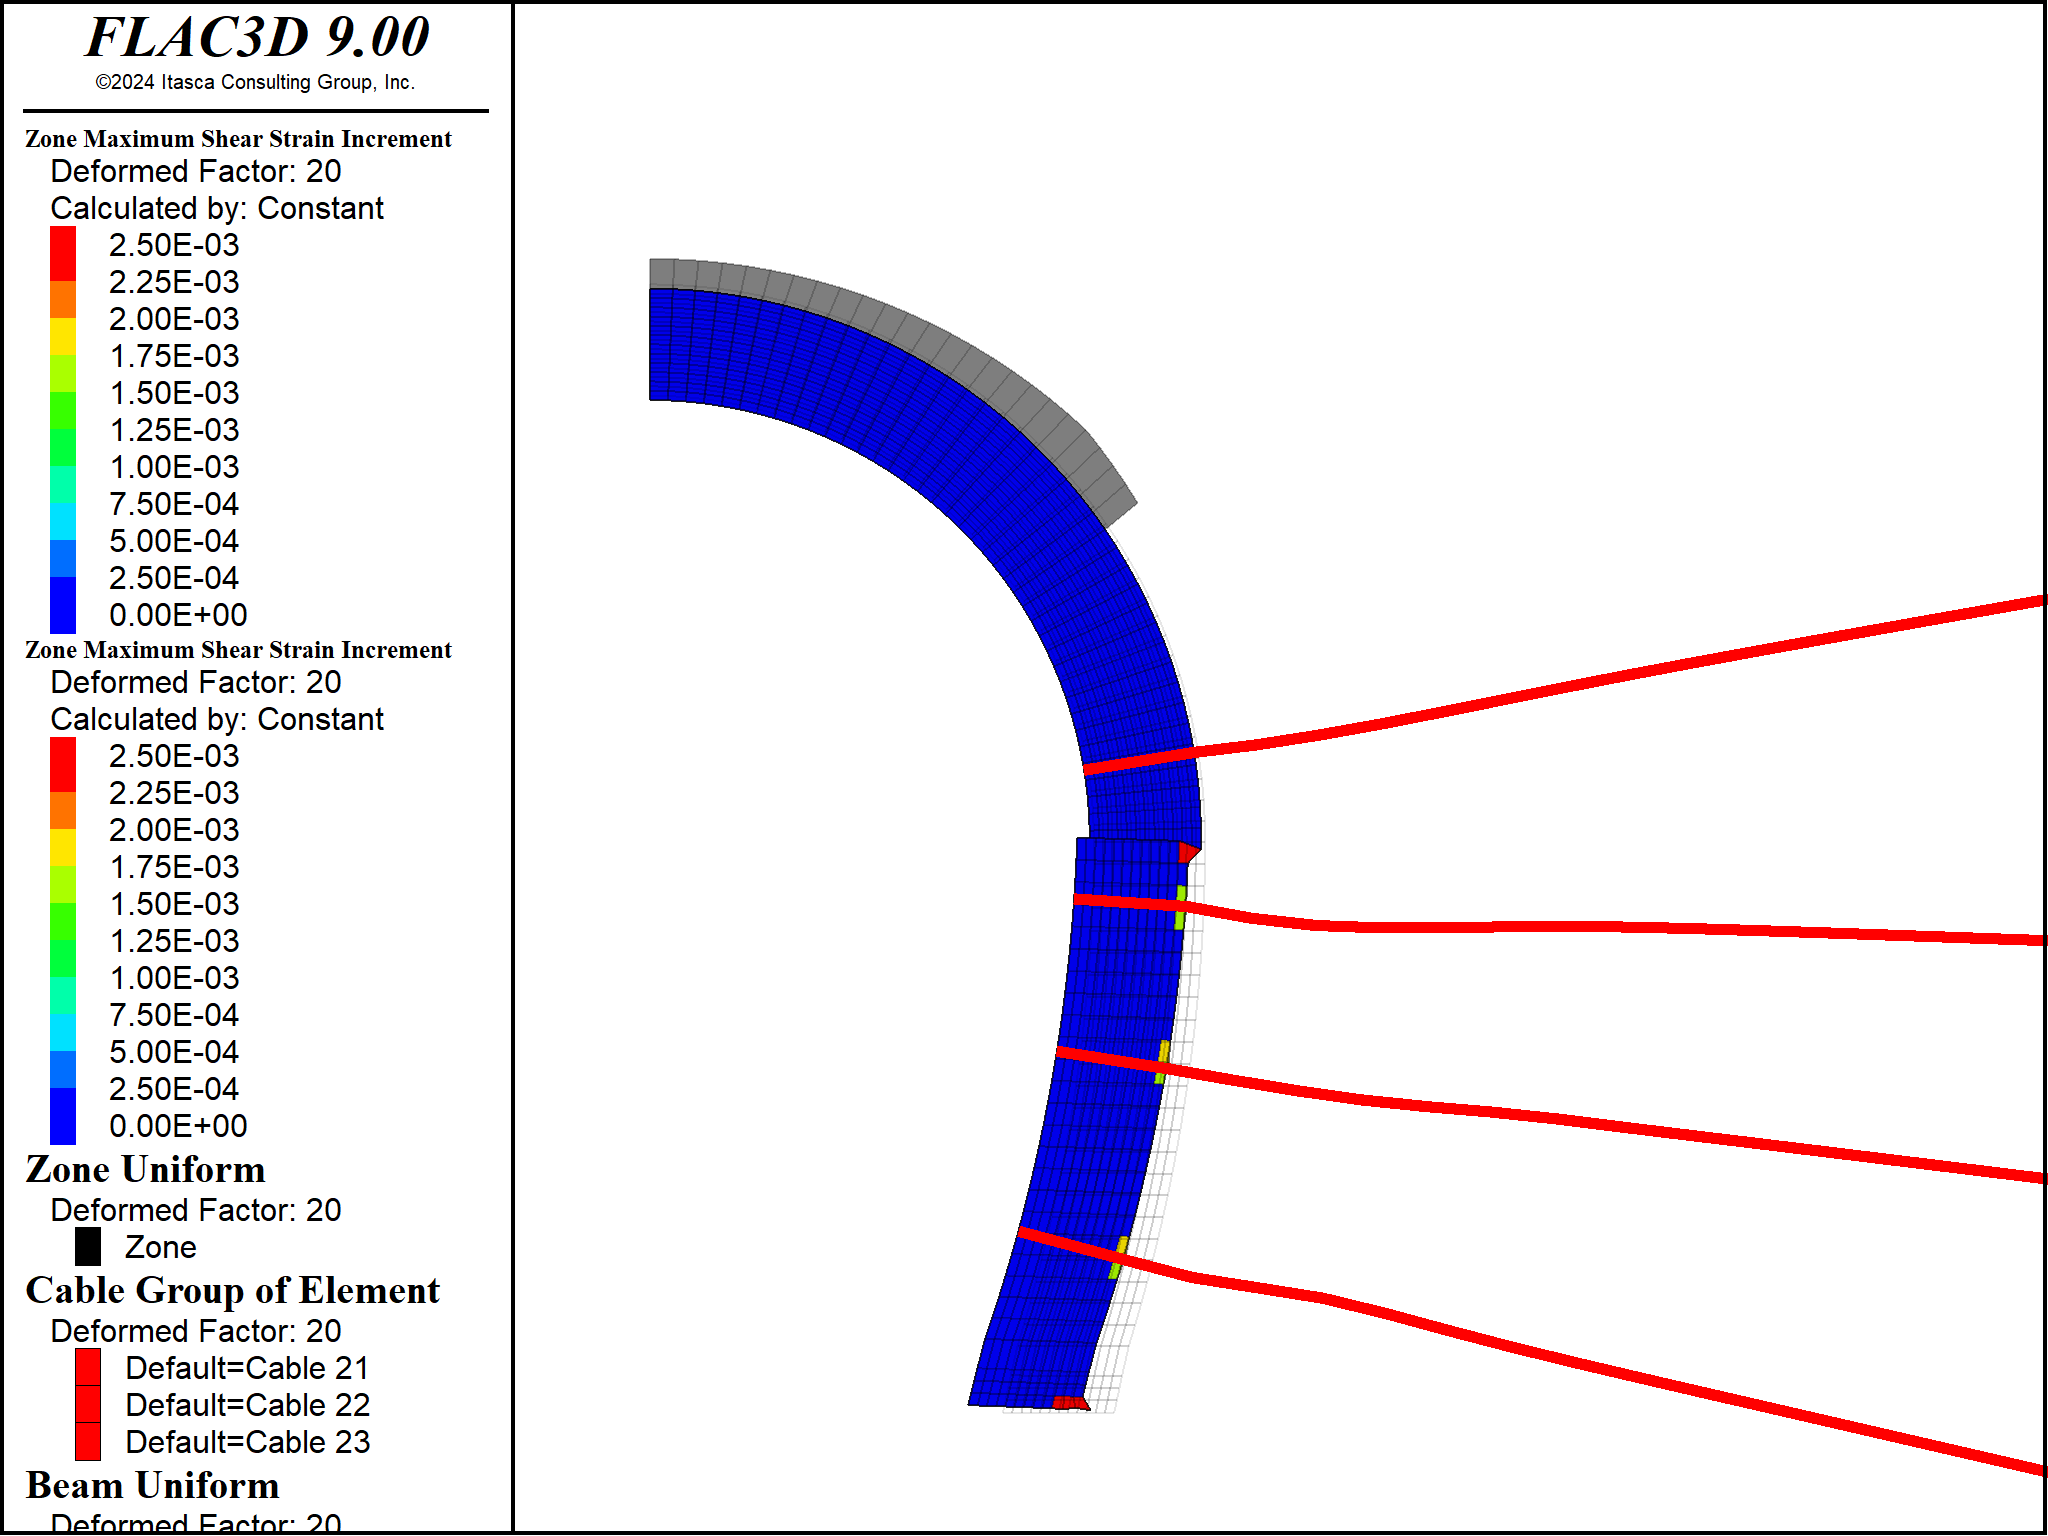 FLAC3D 9.00
©2024 Itasca Consulting Group, Inc.
Zone Maximum Shear Strain Increment
Deformed Factor: 20
Calculated by: Constant
2.50E-03
2.25E-03
2.00E-03
1.75E-03
1.50E-03
1.25E-03
1.00E-03
7.50E-04
5.00E-04
2.50E-04
0.00E+00
Zone Maximum Shear Strain Increment
Deformed Factor: 20
Calculated by: Constant
2.50E-03
2.25E-03
2.00E-03
1.75E-03
1.50E-03
1.25E-03
1.00E-03
7.50E-04
5.00E-04
2.50E-04
0.00E+00
Zone Uniform
Deformed Factor: 20
Zone
Cable Group of Element
Deformed Factor: 20
Default=Cable 21
Default=Cable 22
Default=Cable 23
Beam Uniform
Deformed Factor: 20